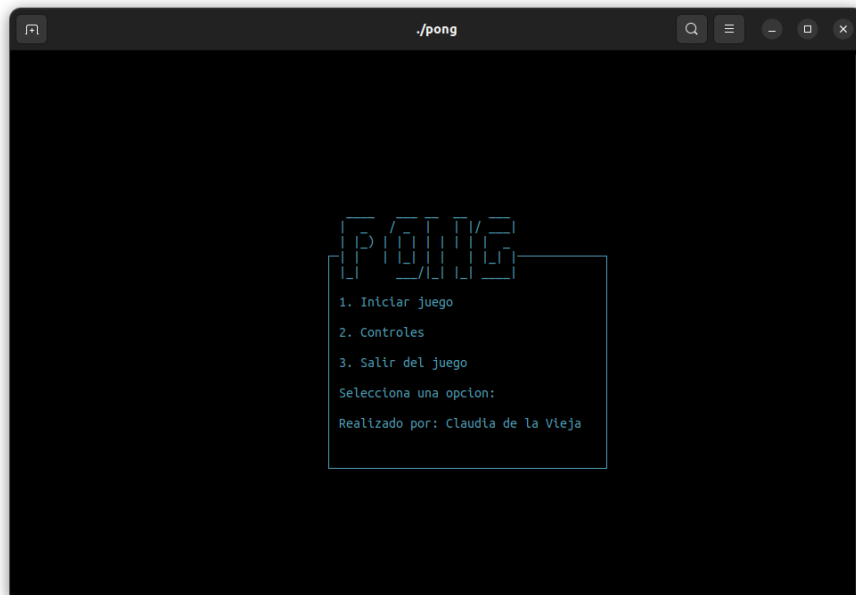 ./pong
PONG
1. Iniciar juego
2. Controles
3. Salir del juego
Selecciona una opcion:
Realizado por: Claudia de la Vieja